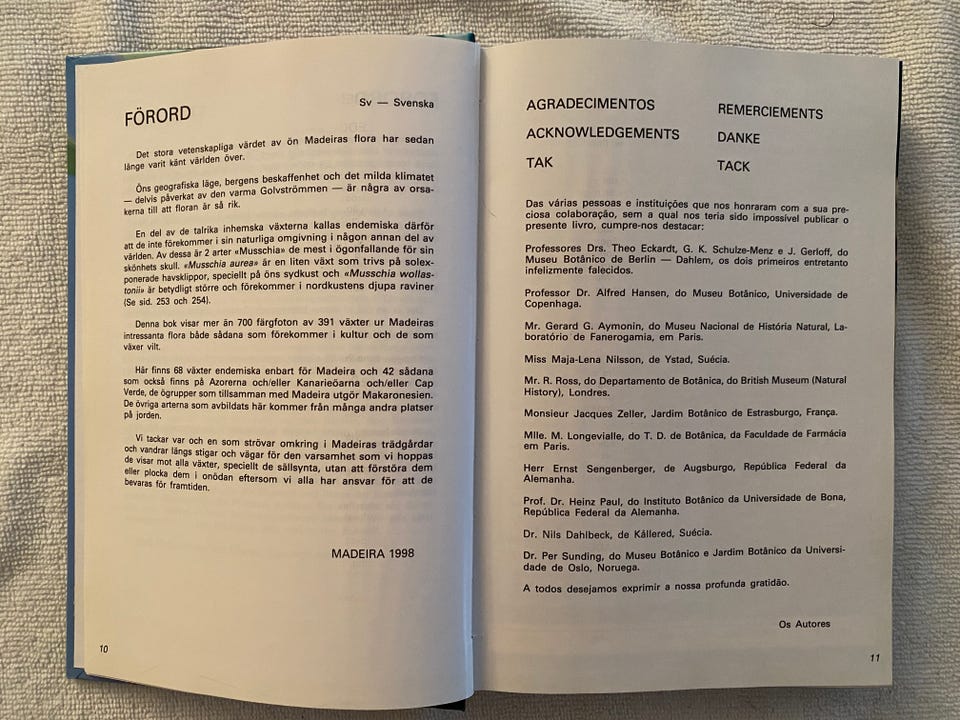 Sv — Svenska
FÖRORD
Det stora vetenskapliga värdet av ön Madeiras flora har sedan
länge varit känt världen över.
Öns geografiska läge, bergens beskaffenhet och det milda klimatet
— delvis påverkat av den varma Golvströmmen — är några av orsa-
kerna till att floran är så rik.
En del av de talrika inhemska växterna kallas endemiska därför
att de inte förekommer i sin naturliga omgivning i någon annan del av
världen. Av dessa är 2 arter «Musschia» de mest i ögonfallande för sin
skönhets skull. «Musschia aurea» är en liten växt som trivs på solex-
ponerade havsklippor, speciellt på öns sydkust och «Musschia wollas-
tonii» är betydligt större och förekommer i nordkustens djupa raviner
(Se sid. 253 och 254).
Denna bok visar mer än 700 färgfoton av 391 växter ur Madeiras
intressanta flora både sådana som förekommer i kultur och de som
växer vilt.
Här finns 68 växter endemiska enbart för Madeira och 42 sådana
som också finns på Azorerna och/eller Kanarieöarna och/eller Cap
Verde, de ögrupper som tillsamman med Madeira utgör Makaronesien.
De övriga arterna som avbildats här kommer från många andra platser
på jorden.
Vi tackar var och en som strövar omkring i Madeiras trädgårdar
och vandrar längs stigar och vägar för den varsamhet som vi hoppas
de visar mot alla växter, speciellt de sällsynta, utan att förstöra dem
eller plocka dem i onödan eftersom vi alla har ansvar för att de
bevaras för framtiden.
MADEIRA 1998
10
AGRADECIMENTOS
ACKNOWLEDGEMENTS
TAK
REMERCIEMENTS
DANKE
TACK
Das várias pessoas e instituições que nos honraram com a sua pre-
ciosa colaboração, sem a qual nos teria sido impossível publicar o
presente livro, cumpre-nos destacar:
Professores Drs. Theo Eckardt, G. K. Schulze-Menz e J. Gerloff, do
Museu Botânico de Berlin — Dahlem, os dois primeiros entretanto
infelizmente falecidos.
Professor Dr. Alfred Hansen, do Museu Botânico, Universidade de
Copenhaga.
Mr. Gerard G. Aymonin, do Museu Nacional de História Natural, La-
boratório de Fanerogamia, em Paris.
Miss Maja-Lena Nilsson, de Ystad, Suécia.
Mr. R. Ross, do Departamento de Botânica, do British Museum (Natural
History), Londres.
Monsieur Jacques Zeller, Jardim Botânico de Estrasburgo, França.
Mlle. M. Longevialle, do T. D. de Botânica, da Faculdade de Farmácia
em Paris.
Herr Ernst Sengenberger, de Augsburgo, República Federal da
Alemanha.
Prof. Dr. Heinz Paul, do Instituto Botânico da Universidade de Bona,
República Federal da Alemanha.
Dr. Nils Dahlbeck, de Kållered, Suécia.
Dr. Per Sunding, do Museu Botânico e Jardim Botânico da Universi-
dade de Oslo, Noruega.
A todos desejamos exprimir a nossa profunda gratidão.
Os Autores
11